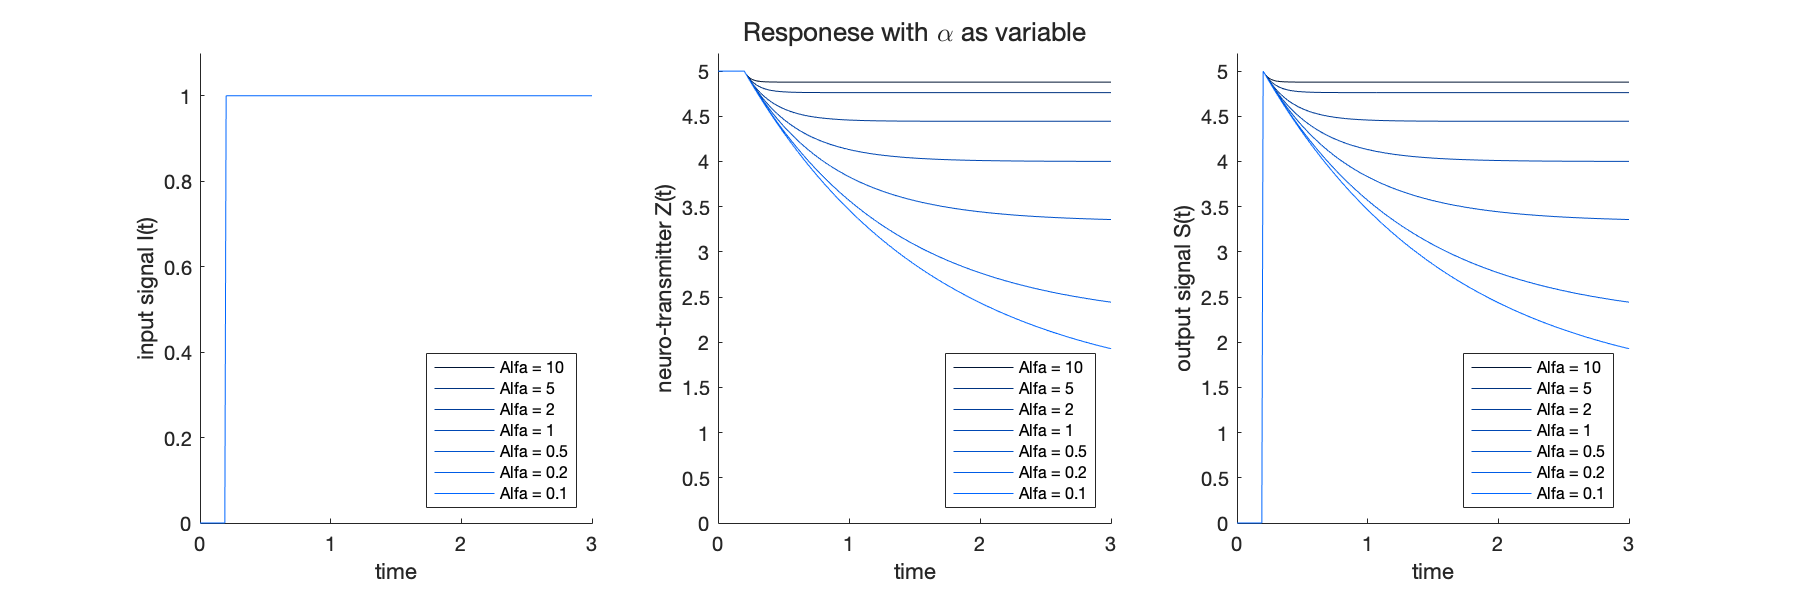 Responese with α as variable
input signal I(t)
1
0.8
0.6
0.4
0.2
0
0 1 2 3
time
Alfa = 10
Alfa = 5
Alfa = 2
Alfa = 1
Alfa = 0.5
Alfa = 0.2
Alfa = 0.1
neuro-transmitter Z(t)
5
4.5
4
3.5
3
2.5
2
1.5
1
0.5
0
0 1 2 3
time
Alfa = 10
Alfa = 5
Alfa = 2
Alfa = 1
Alfa = 0.5
Alfa = 0.2
Alfa = 0.1
output signal S(t)
5
4.5
4
3.5
3
2.5
2
1.5
1
0.5
0
0 1 2 3
time
Alfa = 10
Alfa = 5
Alfa = 2
Alfa = 1
Alfa = 0.5
Alfa = 0.2
Alfa = 0.1